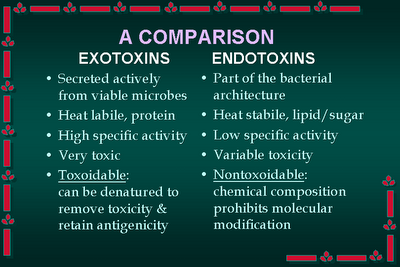 A COMPARISON
EXOTOXINS
• Secreted actively
from viable microbes
• Heat labile, protein
• High specific activity
• Very toxic
• Toxoidable:
can be denatured to
remove toxicity &
retain antigenicity
ENDOTOXINS
• Part of the bacterial
architecture
• Heat stabile, lipid/sugar
• Low specific activity
• Variable toxicity
• Nontoxoidable:
chemical composition
prohibits molecular
modification